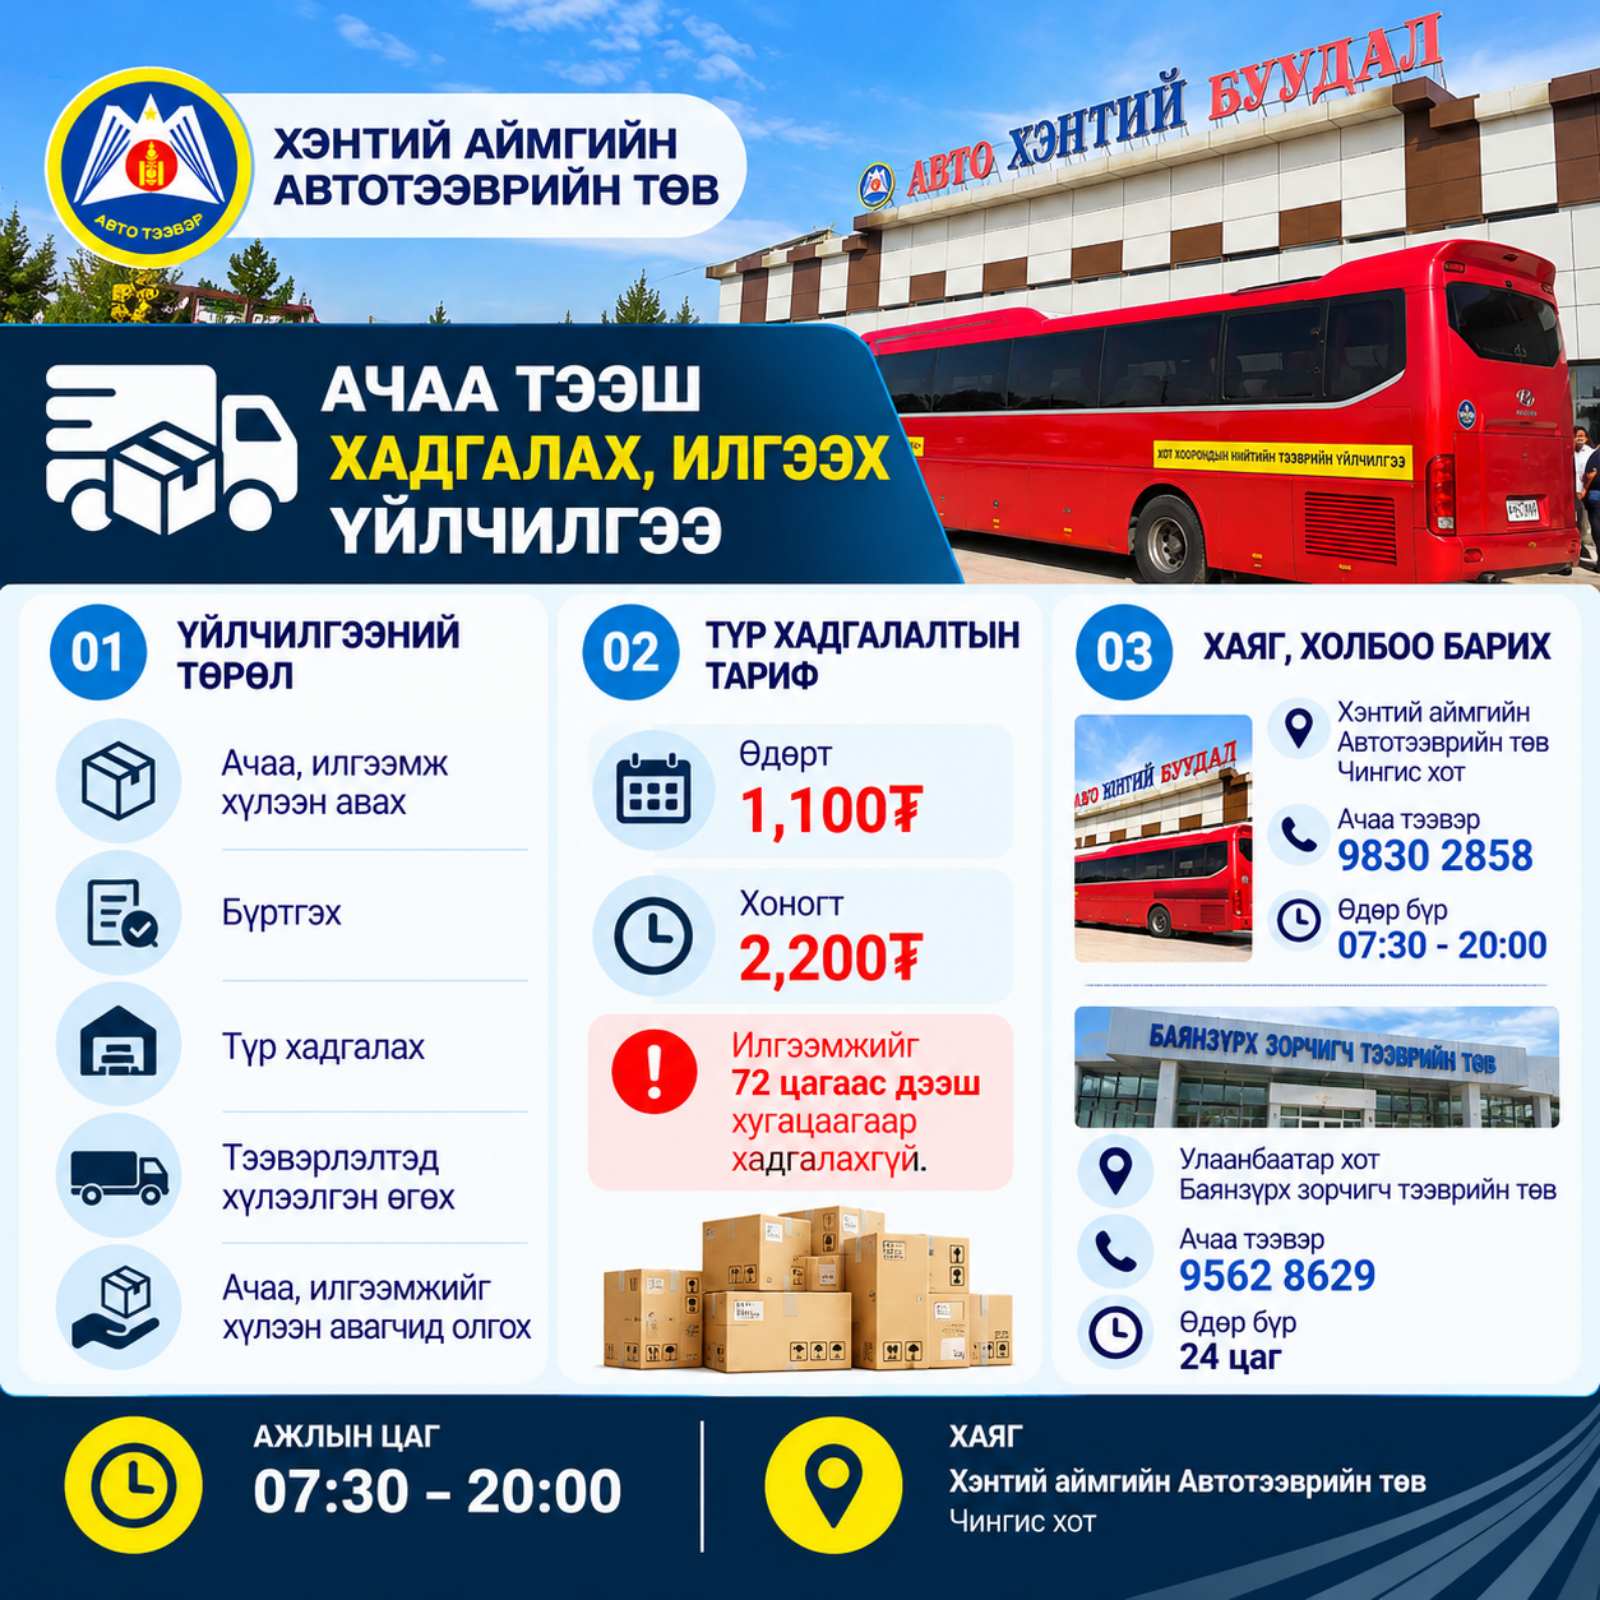 АВТО ХЭНТИЙ БУУДАЛ
ХЭНТИЙ АЙМГИЙН
АВТОТЭЭВРИЙН ТӨВ
АВТО ТЭЭВЭР
АЧАА ТЭЭШ
ХАДГАЛАХ, ИЛГЭЭХ
ҮЙЛЧИЛГЭЭ
ХОТ ХООРОНДЫН НИЙТИЙН ТЭЭВРИЙН ҮЙЛЧИЛГЭЭ
01
ҮЙЛЧИЛГЭЭНИЙ
ТӨРӨЛ
Ачаа, илгээмж
хүлээн авах
Бүртгэх
Түр хадгалах
Тээвэрлэлтэд
хүлээлгэн өгөх
Ачаа, илгээмжийг
хүлээн авагчид олгох
02
ТҮР ХАДГАЛАЛТЫН
ТАРИФ
Өдөрт
1,100₮
Хоногт
2,200₮
Илгээмжийг
72 цагаас дээш
хугацаагаар
хадгалахгүй.
03
ХАЯГ, ХОЛБОО БАРИХ
БУУДАЛ
Хэнтий аймгийн
Автотээврийн төв
Чингис хот
Ачаа тээвэр
9830 2858
Өдөр бүр
07:30 - 20:00
БАЯНЗҮРХ ЗОРЧИГЧ ТЭЭВРИЙН ТӨВ
Улаанбаатар хот
Баянзүрх зорчигч тээврийн төв
Ачаа тээвэр
9562 8629
Өдөр бүр
24 цаг
АЖЛЫН ЦАГ
07:30 – 20:00
ХАЯГ
Хэнтий аймгийн Автотээврийн төв
Чингис хот